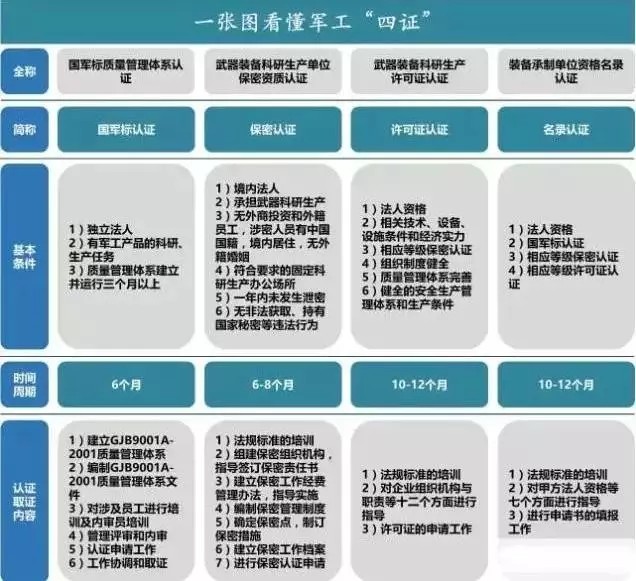 一张图看懂军工“四证”
全称
国军标质量管理体系认
证
武器装备科研生产单位
保密资质认证
武器装备科研生产
许可证认证
装备承制单位资格名录
认证
简称
国军标认证
保密认证
许可证认证
名录认证
基本
条件
1）独立法人
2）有军工产品的科研、
生产任务
3）质量管理体系建立
并运行三个月以上
1）境内法人
2）承担武器科研生产
3）无外商投资和外籍
员工，涉密人员有中国
国籍，境内居住，无外
籍婚姻
4）符合要求的固定科
研生产办公场所
5）一年内未发生泄密
6）无非法获取、持有
国家秘密等违法行为
1）法人资格
2）相关技术、设备、
设施条件和经济实力
3）相应等级保密认证
4）组织制度健全
5）质量管理体系完善
6）健全的安全生产管
理体系和生产条件
1）法人资格
2）国军标认证
3）相应等级保密认证
4）相应等级许可证认
证
时间
周期
6个月
6-8个月
10-12个月
10-12个月
认证
取证
内容
1）建立GJB9001A-
2001质量管理体系
2）编制GJB9001A-
2001质量管理体系文
件
3）对涉及员工进行培
训及内审员培训
4）管理评审和内审
5）认证申请工作
6）工作协调和取证
1）法规标准的培训
2）组建保密组织机构，
指导签订保密责任书
3）建立保密工作经费
管理办法，指导实施
4）编制保密管理制度
5）确定保密点，制订
保密措施
6）建立保密工作档案
7）进行保密认证申请
1）法规标准的培训
2）对企业组织机构与
职责等十二个方面进行
指导
3）许可证的申请工作
1）法规标准的培训
2）对甲方法人资格等
七个方面进行指导
3）进行申请书的填报
工作